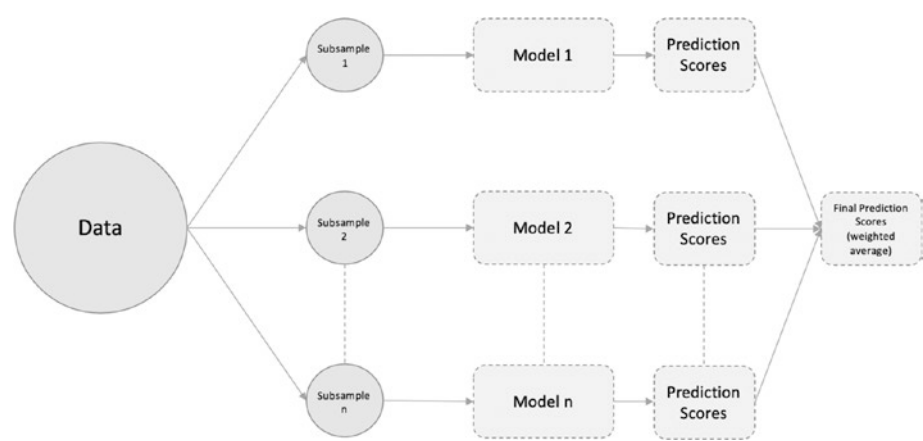 Subsample
1
Model 1
Prediction
Scores
Data
Subsample
2
Model 2
Prediction
Scores
Final Prediction
Scores
(weighted
average)
Subsample
n
Model n
Prediction
Scores